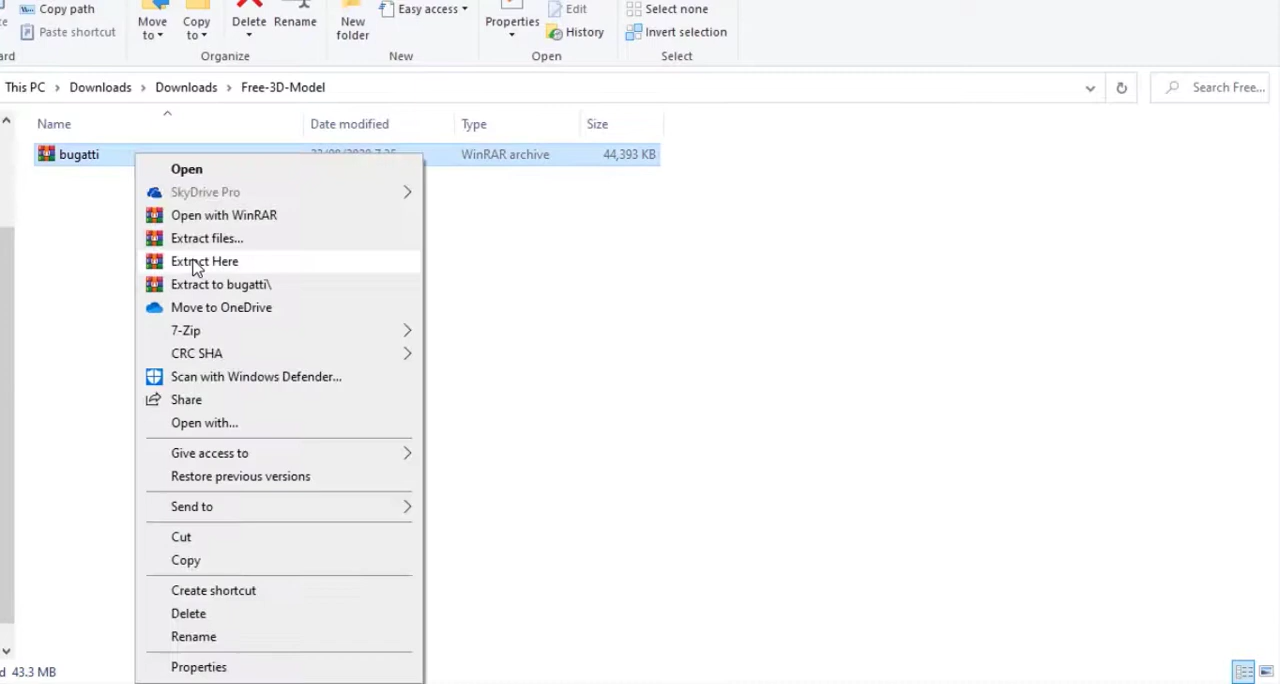 Copy path
Paste shortcut
Move to
Copy to
Delete
Rename
New folder
Easy access
Properties
Edit
History
Select none
Invert selection
ard
Organize
New
Open
Select
This PC > Downloads > Downloads > Free-3D-Model
Search Free...
Name
Date modified
Type
Size
bugatti
WinRAR archive
44,393 KB
Open
SkyDrive Pro
Open with WinRAR
Extract files...
Extract Here
Extract to bugatti\
Move to OneDrive
7-Zip
CRC SHA
Scan with Windows Defender...
Share
Open with...
Give access to
Restore previous versions
Send to
Cut
Copy
Create shortcut
Delete
Rename
Properties
d 43.3 MB